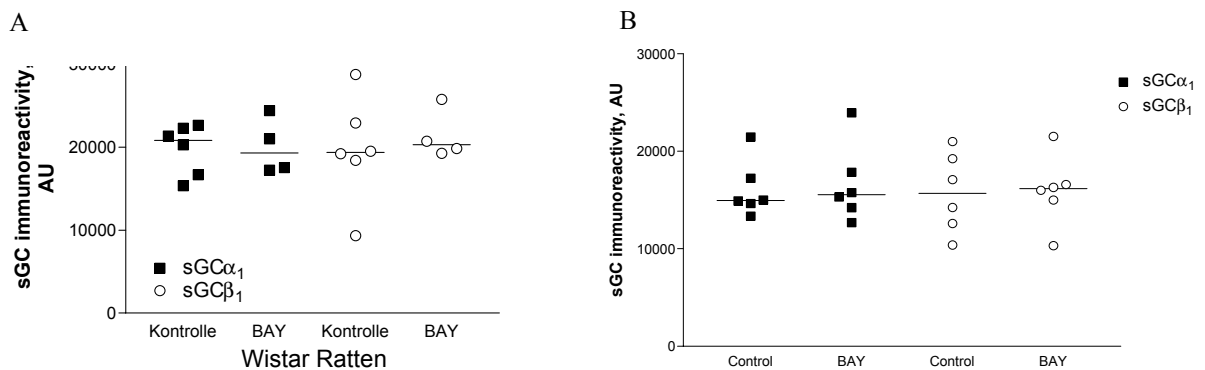 A
sGC immunoreactivity,
AU
20000
10000
0
sGCα₁
sGCβ₁
Kontrolle
BAY
Kontrolle
BAY
Wistar Ratten
B
sGC immunoreactivity, AU
30000
20000
10000
0
Control
BAY
Control
BAY
sGCα₁
sGCβ₁